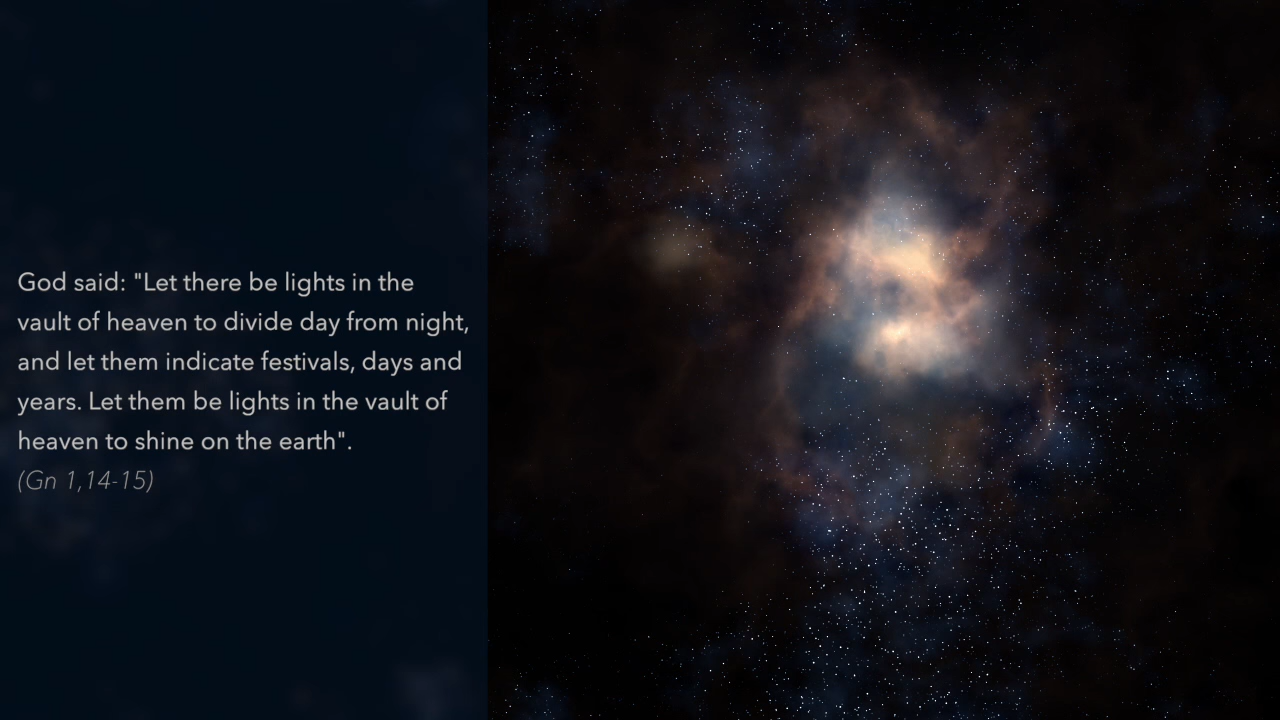 God said: "Let there be lights in the
vault of heaven to divide day from night,
and let them indicate festivals, days and
years. Let them be lights in the vault of
heaven to shine on the earth".
(Gn 1,14-15)